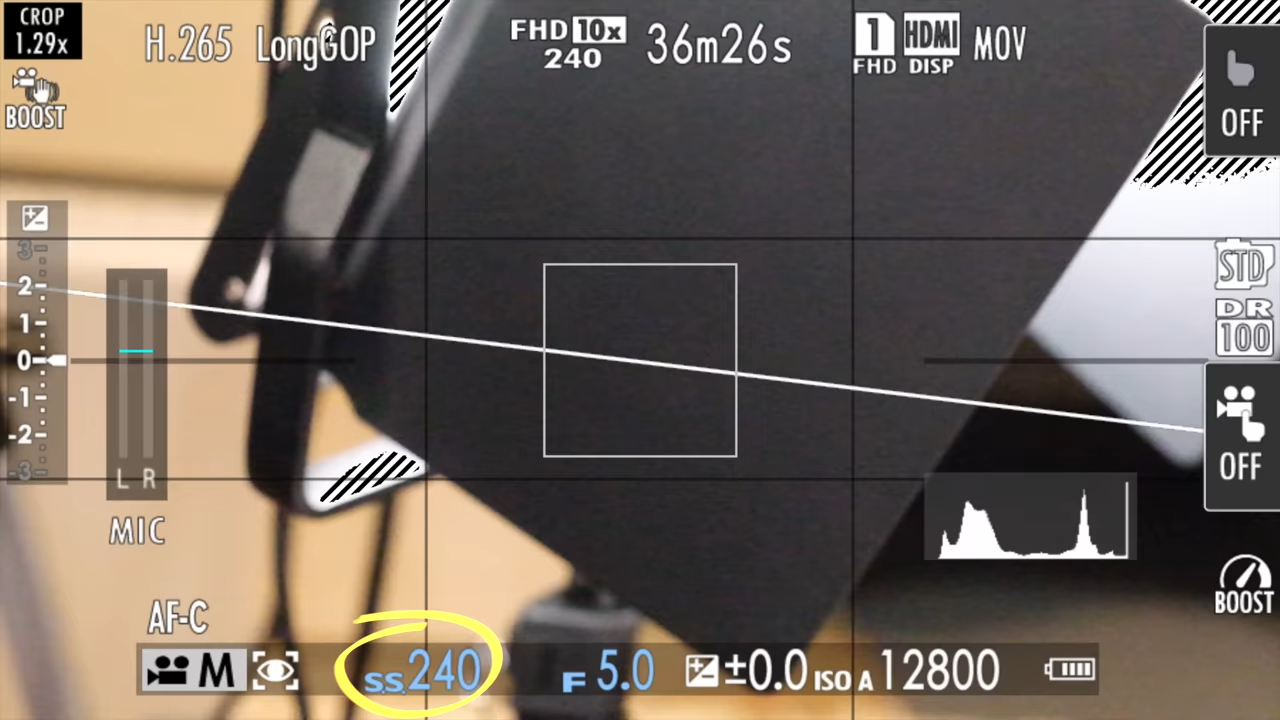 CROP
1.29x
H.265 LongGOP
FHD 10x
240
36m26s
1
FHD
HDMI
DISP
MOV
BOOST
OFF
3
2
1
0
-1
-2
-3
L R
MIC
STD
DR
100
OFF
BOOST
AF-C
M
SS 240
F 5.0
±0.0
ISO A 12800